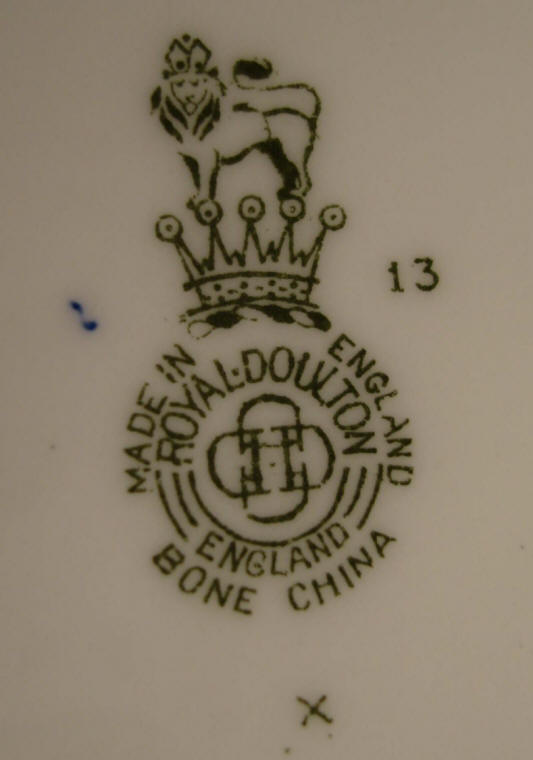 13
MADE IN ENGLAND
ROYAL·DOULTON
ENGLAND
BONE CHINA
X